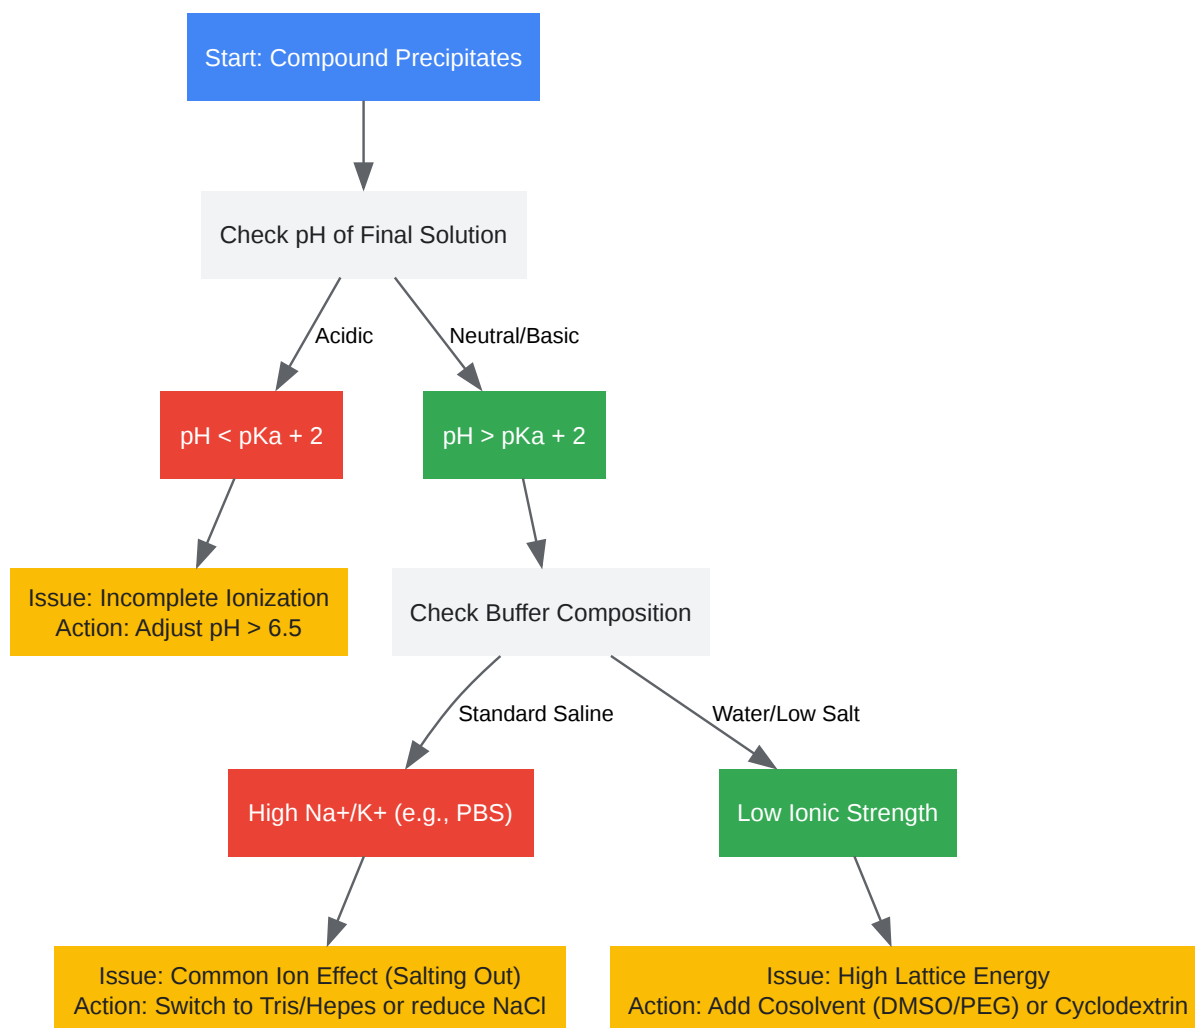 Start: Compound Precipitates
Check pH of Final Solution
Acidic
Neutral/Basic
pH < pKa + 2
pH > pKa + 2
Issue: Incomplete Ionization
Action: Adjust pH > 6.5
Check Buffer Composition
Standard Saline
Water/Low Salt
High Na+/K+ (e.g., PBS)
Low Ionic Strength
Issue: Common Ion Effect (Salting Out)
Action: Switch to Tris/Hepes or reduce NaCl
Issue: High Lattice Energy
Action: Add Cosolvent (DMSO/PEG) or Cyclodextrin